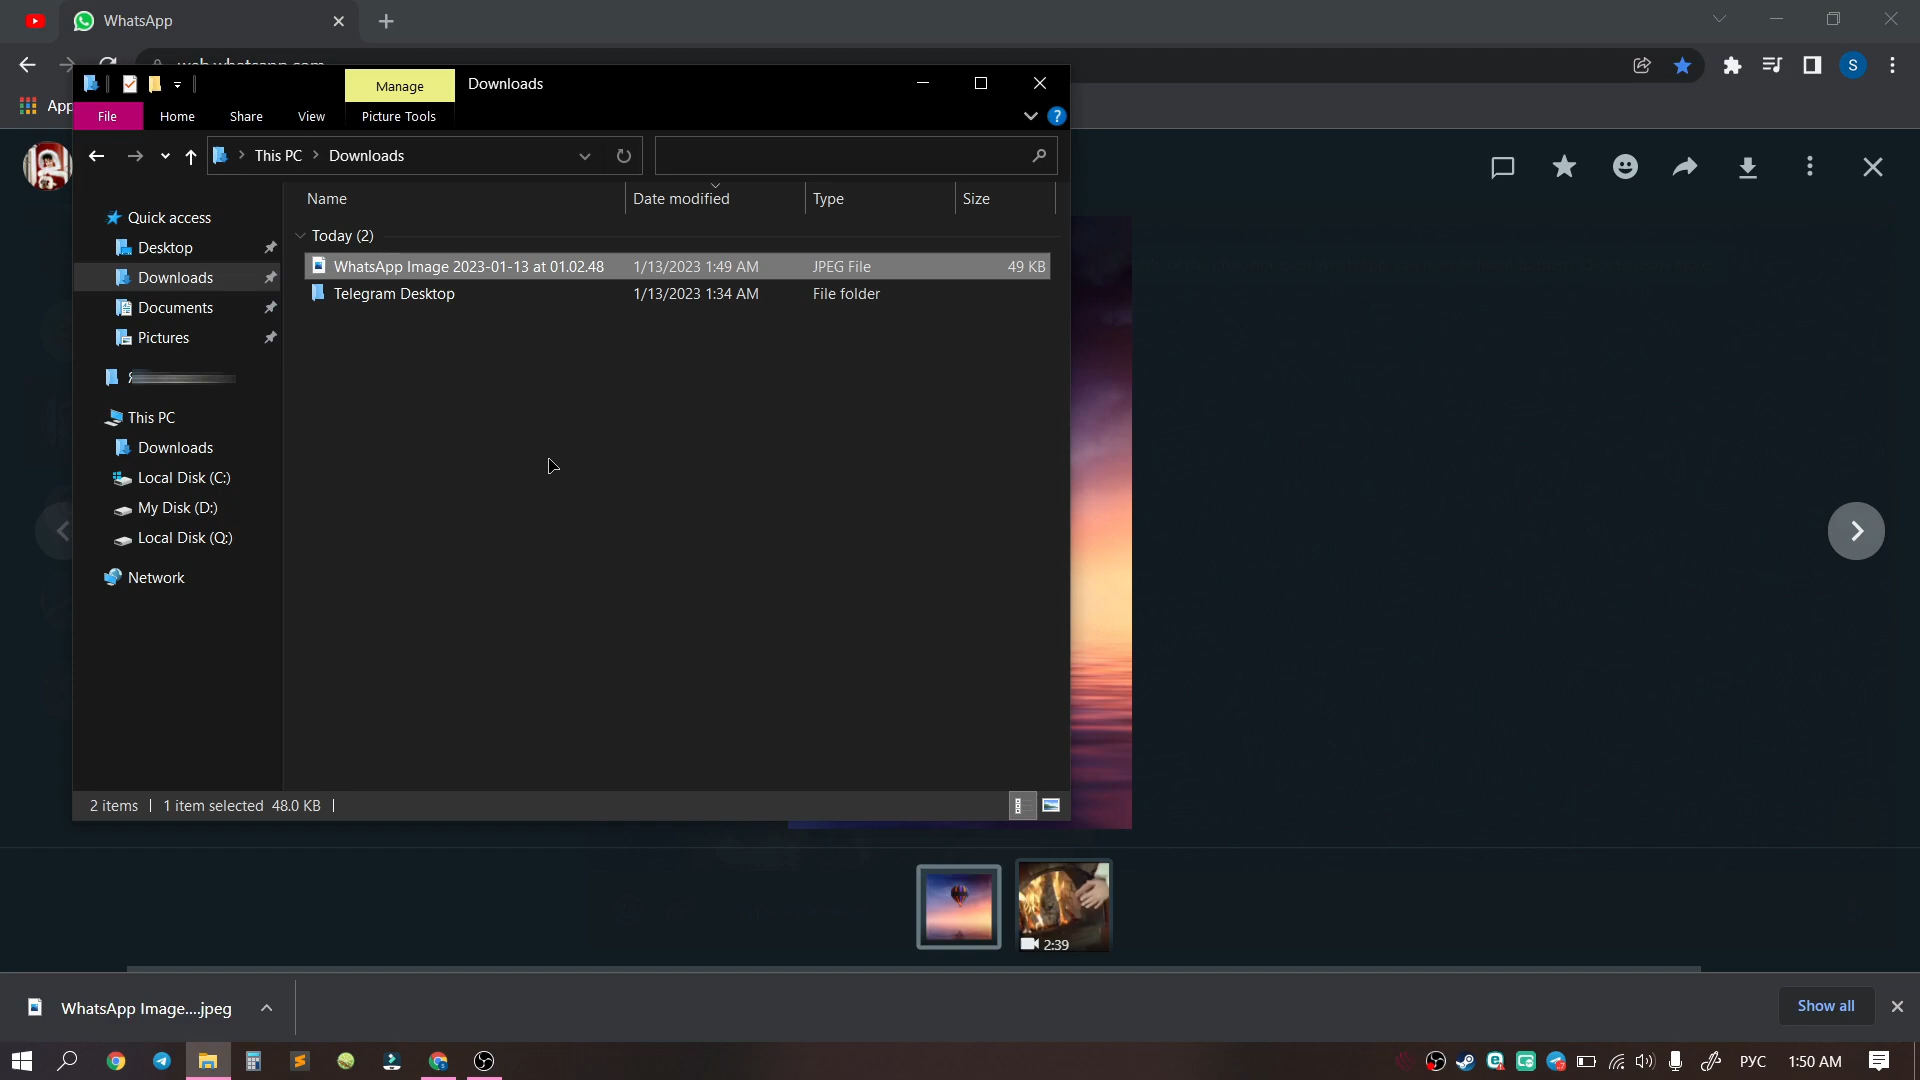 WhatsApp
Manage
Downloads
File
Home
Share
View
Picture Tools
This PC
Downloads
Name
Date modified
Type
Size
Quick access
Desktop
Downloads
Documents
Pictures
This PC
Downloads
Local Disk (C:)
My Disk (D:)
Local Disk (Q:)
Network
Today (2)
WhatsApp Image 2023-01-13 at 01.02.48 1/13/2023 1:49 AM JPEG File 49 KB
Telegram Desktop 1/13/2023 1:34 AM File folder
2 items 1 item selected 48.0 KB
S
2:39
WhatsApp Image....jpeg
Show all
РУС
1:50 AM